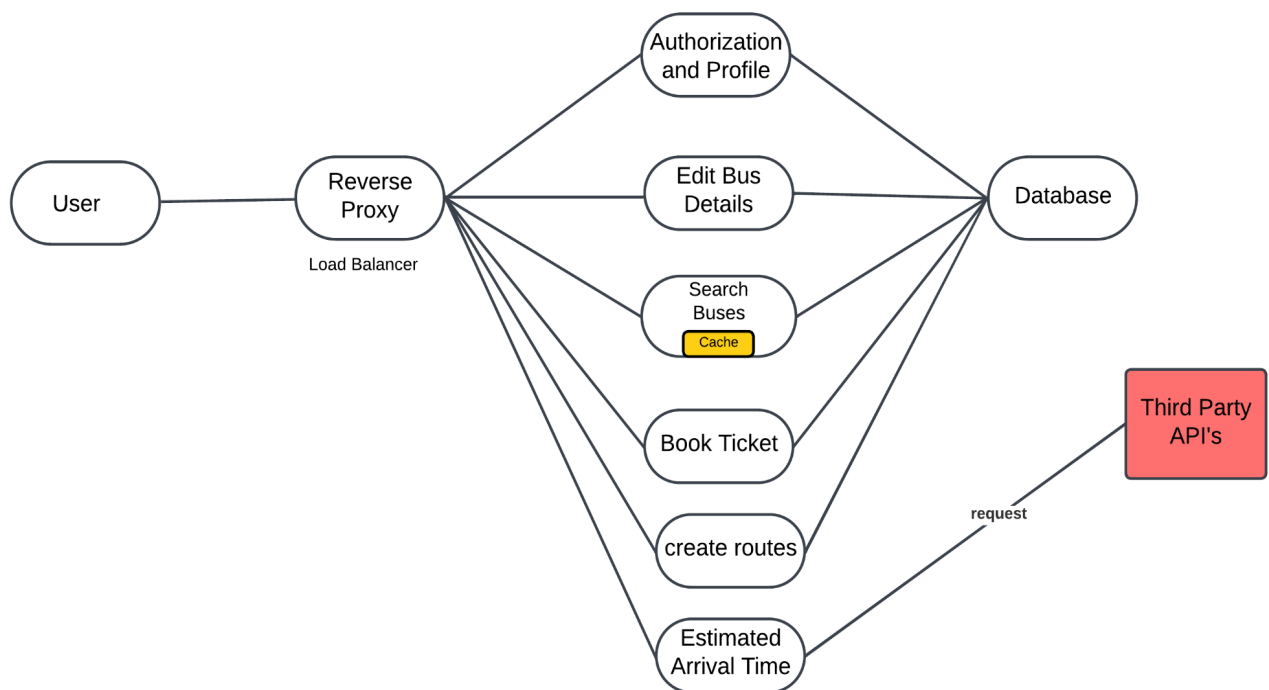 User
Reverse
Proxy
Load Balancer
Authorization
and Profile
Edit Bus
Details
Search
Buses
Cache
Book Ticket
create routes
Estimated
Arrival Time
Database
Third Party
API's
request